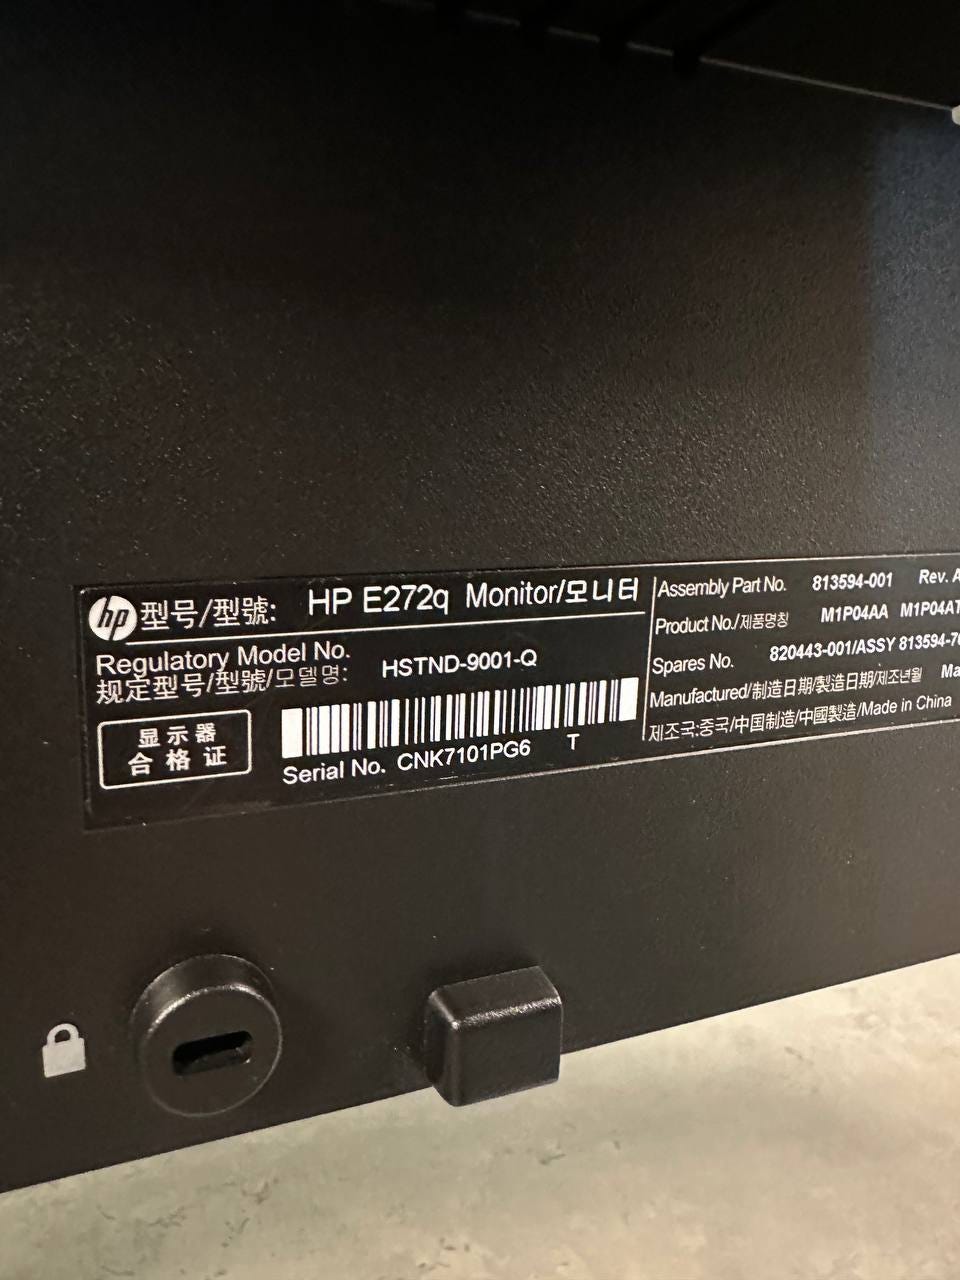 hp 型号/型號: HP E272q Monitor/모니터
Regulatory Model No.
规定型号/型號/모델명: HSTND-9001-Q
显示器
合格证
Serial No. CNK7101PG6 T
Assembly Part No. 813594-001 Rev.
Product No./제품명칭 M1P04AA M1P04AT
Spares No. 820443-001/ASSY 813594-
Manufactured/制造日期/製造日期/제조년월
제조국:중국/中国制造/中國製造/Made in China